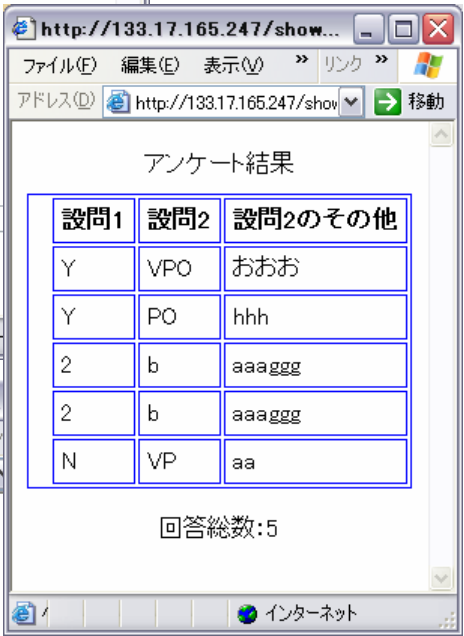 http://133.17.165.247/show...
ファイル(F) 編集(E) 表示(V) » リンク »
アドレス(D) http://133.17.165.247/show 移動
アンケート結果
設問1 設問2 設問2のその他
Y VPO おおお
Y PO hhh
2 b aaaggg
2 b aaaggg
N VP aa
回答総数:5
インターネット